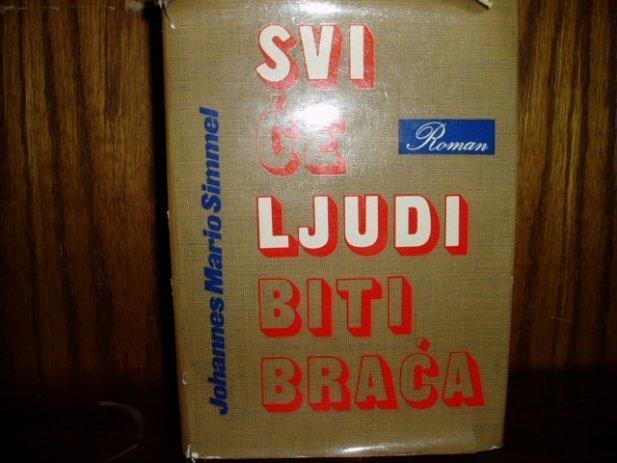 SVI
ĆE
LJUDI
BITI
BRAĆA
Roman
Johannes Mario Simmel